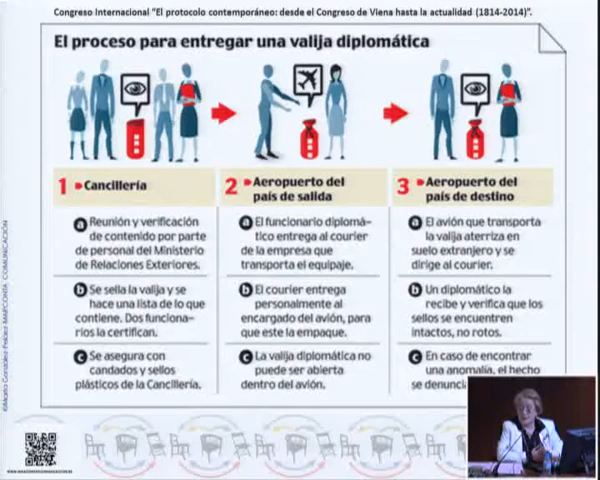 Congreso Internacional "El protocolo contemporáneo: desde el Congreso de Viena hasta la actualidad (1814-2014)".
El proceso para entregar una valija diplomática
1 Cancillería
a Reunión y verificación
de contenido por parte
de personal del Ministerio
de Relaciones Exteriores.
b Se sella la valija y se
hace una lista de lo que
contiene. Dos funciona-
rios la certifican.
c Se asegura con
candados y sellos
plásticos de la Cancillería.
2 Aeropuerto del
país de salida
a El funcionario diplomá-
tico entrega al courier
de la empresa que
transporta el equipaje.
b El courier entrega
personalmente al
encargado del avión, para
que este la empaque.
c La valija diplomática no
puede ser abierta
dentro del avión.
3 Aeropuerto del
país de destino
a El avión que transporta
la valija aterriza en
suelo extranjero y se
dirige al courier.
b Un diplomático la
recibe y verifica que los
sellos se encuentren
intactos, no rotos.
c En caso de encontrar
una anomalía, el hecho
se denunci